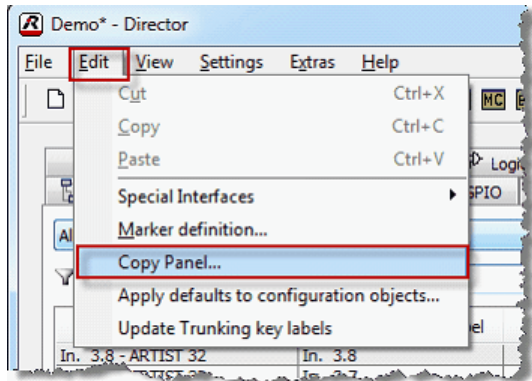 Demo* - Director
File Edit View Settings Extras Help
Cut Ctrl+X
Copy Ctrl+C
Paste Ctrl+V
Special Interfaces
Marker definition...
Copy Panel...
Apply defaults to configuration objects...
Update Trunking key labels
MC
GPIO
In. 3.8 - ARTIST 32 In. 3.8